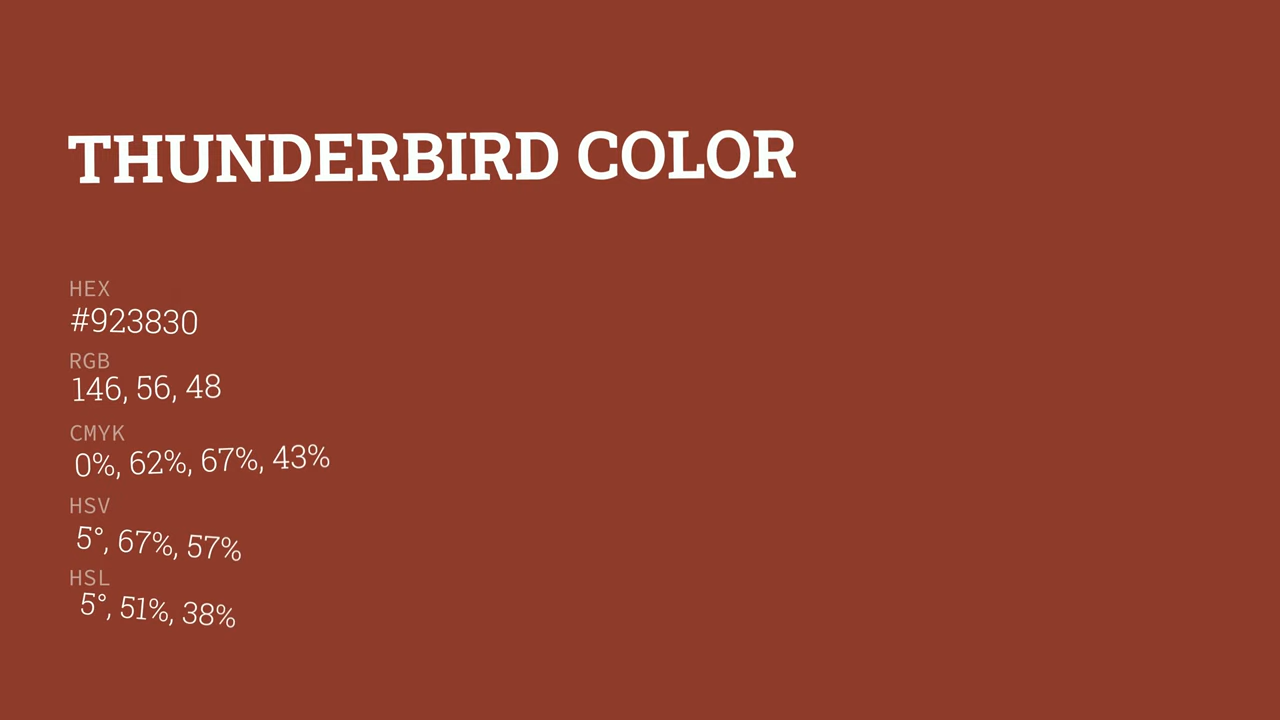 THUNDERBIRD COLOR
HEX
#923830
RGB
146, 56, 48
CMYK
0%, 62%, 67%, 43%
HSV
5°, 67%, 57%
HSL
5°, 51%, 38%